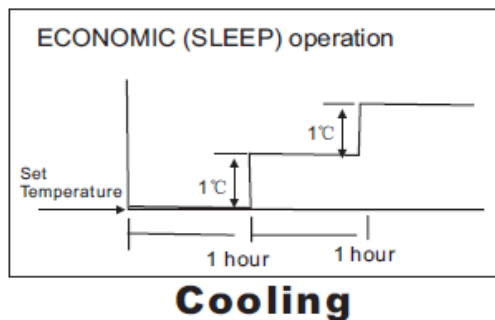 ECONOMIC (SLEEP) operation
1℃
Set
Temperature
1℃
1 hour
1 hour
Cooling